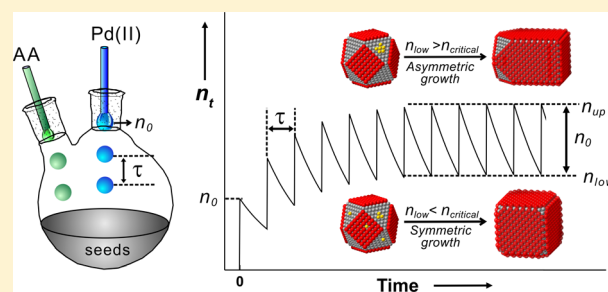 AA
Pd(II)
n0
τ
seeds
nt
n0
0
Time
τ
nlow >ncritical
Asymmetric
growth
nup
n0
nlow
nlow< ncritical
Symmetric
growth